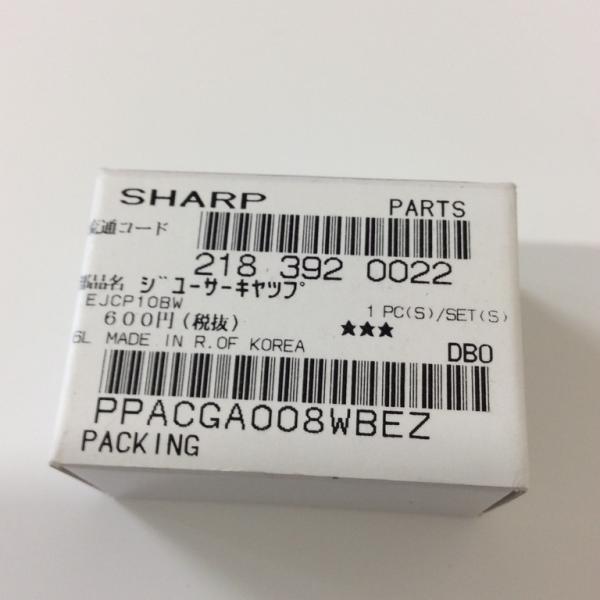 SHARP PARTS
流通コード
218 392 0022
部品名 ジューサーキャップ
EJCP10BW
600円(税抜) 1 PC(S)/SET(S)
★★★
6L MADE IN R.OF KOREA DB0
PPACGA008WBEZ
PACKING